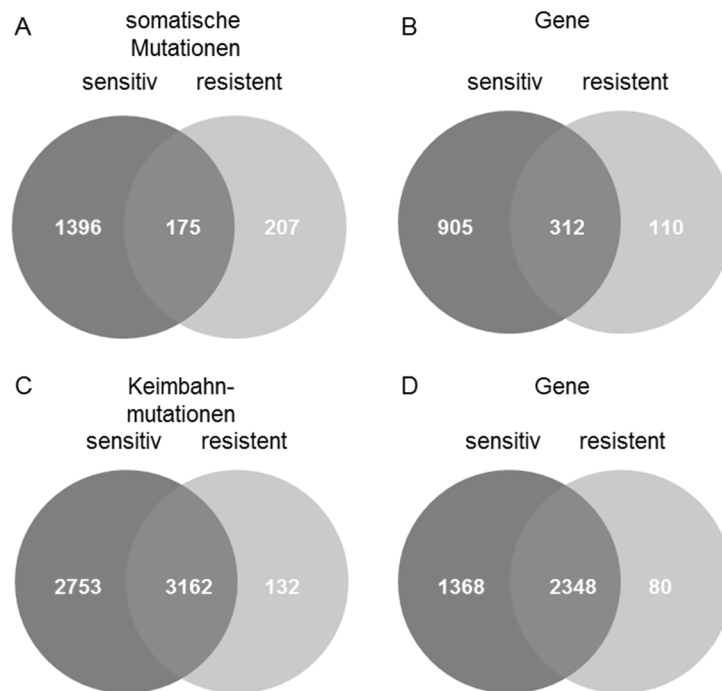 A
somatische
Mutationen
sensitiv resistent
1396 175 207
B
Gene
sensitiv resistent
905 312 110
C
Keimbahn-
mutationen
sensitiv resistent
2753 3162 132
D
Gene
sensitiv resistent
1368 2348 80